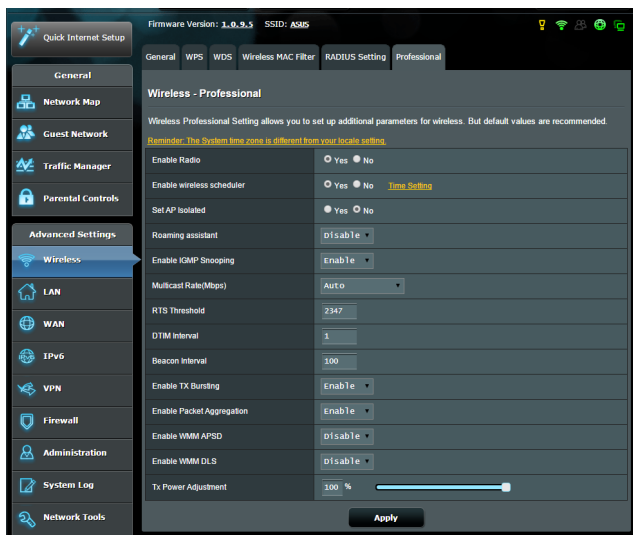 Quick Internet Setup
General
Network Map
Guest Network
Traffic Manager
Parental Controls
Advanced Settings
Wireless
LAN
WAN
IPv6
VPN
Firewall
Administration
System Log
Network Tools
Firmware Version: 1.0.9.5 SSID: ASUS
General WPS WDS Wireless MAC Filter RADIUS Setting Professional
Wireless - Professional
Wireless Professional Setting allows you to set up additional parameters for wireless. But default values are recommended.
Reminder: The System time zone is different from your locale setting.
Enable Radio Yes No
Enable wireless scheduler Yes No Time Setting
Set AP Isolated Yes No
Roaming assistant Disable
Enable IGMP Snooping Enable
Multicast Rate(Mbps) Auto
RTS Threshold 2347
DTIM Interval 1
Beacon Interval 100
Enable TX Bursting Enable
Enable Packet Aggregation Enable
Enable WMM APSD Disable
Enable WMM DLS Disable
Tx Power Adjustment 100 %
Apply